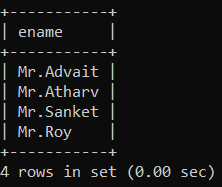 +-----------+
| ename     |
+-----------+
| Mr.Advait |
| Mr.Atharv |
| Mr.Sanket |
| Mr.Roy    |
+-----------+
4 rows in set (0.00 sec)